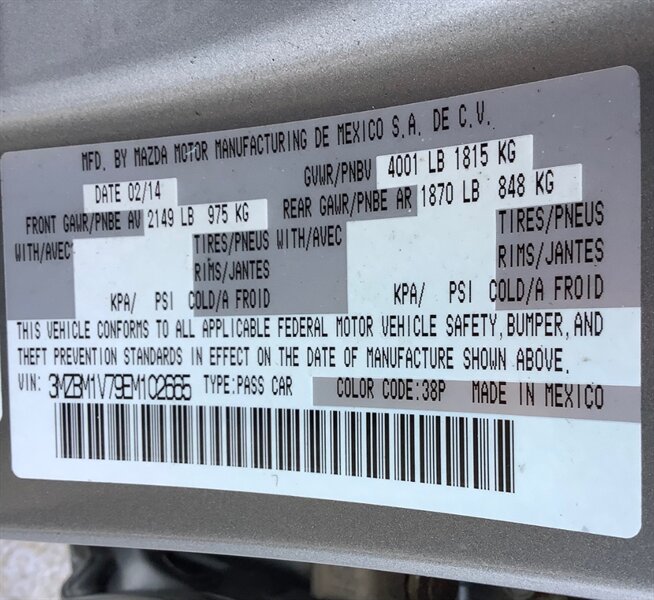 MFD. BY MAZDA MOTOR MANUFACTURING DE MEXICO S.A. DE C.V.
DATE 02/14 GVWR/PNBV 4001 LB 1815 KG
FRONT GAWR/PNBE AV 2149 LB 975 KG REAR GAWR/PNBE AR 1870 LB 848 KG
WITH/AVEC TIRES/PNEUS WITH/AVEC TIRES/PNEUS
RIMS/JANTES RIMS/JANTES
KPA/ PSI COLD/A FROID KPA/ PSI COLD/A FROID
THIS VEHICLE CONFORMS TO ALL APPLICABLE FEDERAL MOTOR VEHICLE SAFETY, BUMPER, AND
THEFT PREVENTION STANDARDS IN EFFECT ON THE DATE OF MANUFACTURE SHOWN ABOVE.
VIN: 3MZBM1V79EM102665 TYPE:PASS CAR COLOR CODE:38P MADE IN MEXICO